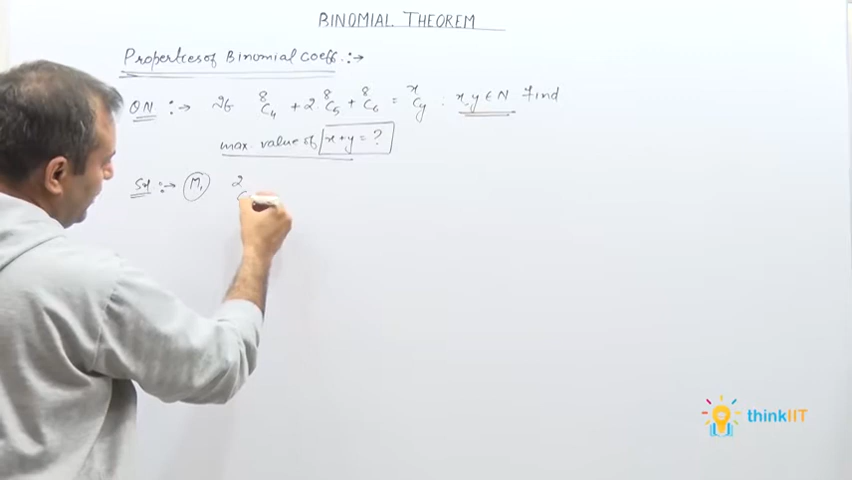 BINOMIAL THEOREM
Properties of Binomial Coeff. :→
QN :→ If ⁸C₄ + 2 ⁸C₅ + ⁸C₆ = ˣCᵧ : x, y ∈ N Find
max. value of x + y = ?
Sol :→ M₁ ²C
thinkIIT